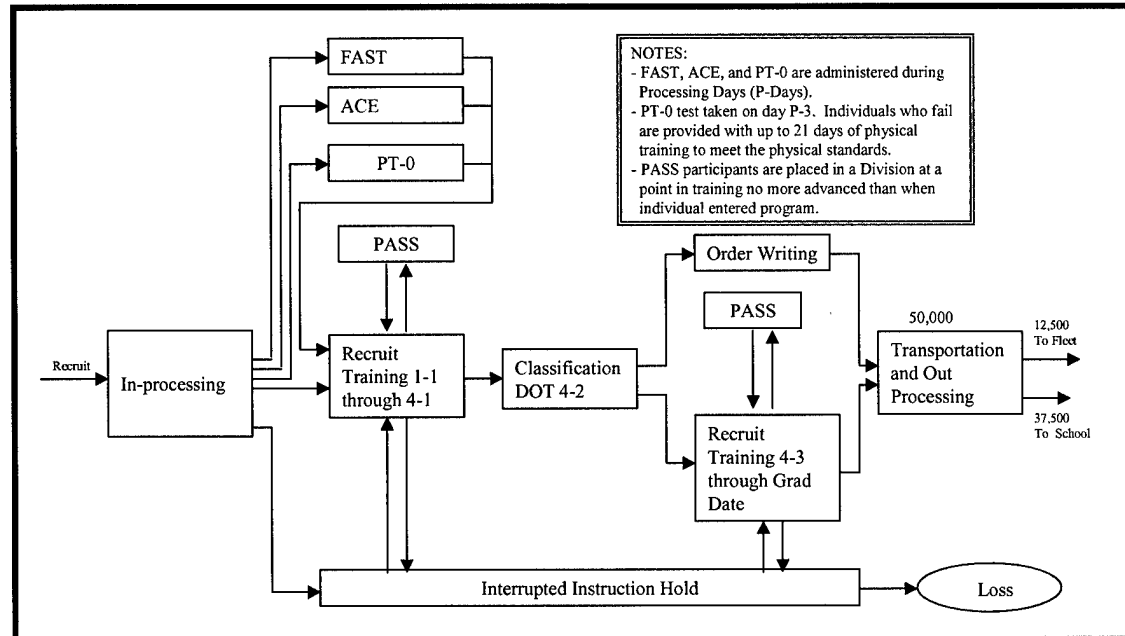 FAST
ACE
PT-0
NOTES:
- FAST, ACE, and PT-0 are administered during
Processing Days (P-Days).
- PT-0 test taken on day P-3. Individuals who fail
are provided with up to 21 days of physical
training to meet the physical standards.
- PASS participants are placed in a Division at a
point in training no more advanced than when
individual entered program.
PASS
Order Writing
PASS
Recruit
In-processing
Recruit
Training 1-1
through 4-1
Classification
DOT 4-2
Recruit
Training 4-3
through Grad
Date
50,000
Transportation
and Out
Processing
12,500
To Fleet
37,500
To School
Interrupted Instruction Hold
Loss